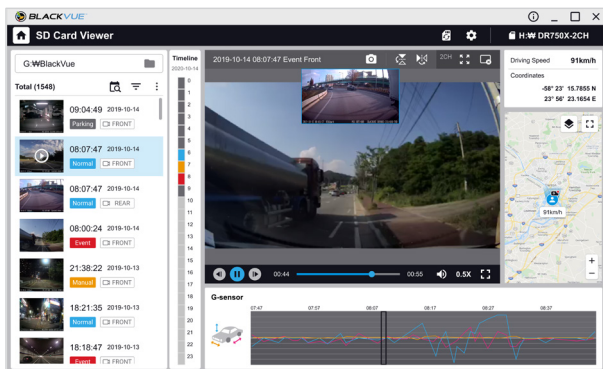 BLACKVUE
SD Card Viewer
H:₩ DR750X-2CH
G:₩BlackVue
Total (1548)
09:04:49 2019-10-14
Parking FRONT
08:07:47 2019-10-14
Normal FRONT
08:07:47 2019-10-14
Normal REAR
08:00:24 2019-10-14
Event FRONT
21:38:22 2019-10-13
Manual FRONT
18:21:35 2019-10-13
Normal FRONT
18:18:47 2019-10-13
Event FRONT
Timeline
2020-10-14
0
1
2
3
4
5
6
7
8
9
10
11
12
13
14
15
16
17
18
19
20
21
22
23
2019-10-14 08:07:47 Event Front
2CH
00:44
00:55
0.5X
Driving Speed 91km/h
Coordinates
-58° 23' 15.7855 N
23° 56' 23.1654 E
91km/h
+
−
G-sensor
07:47 07:57 08:07 08:17 08:27 08:37